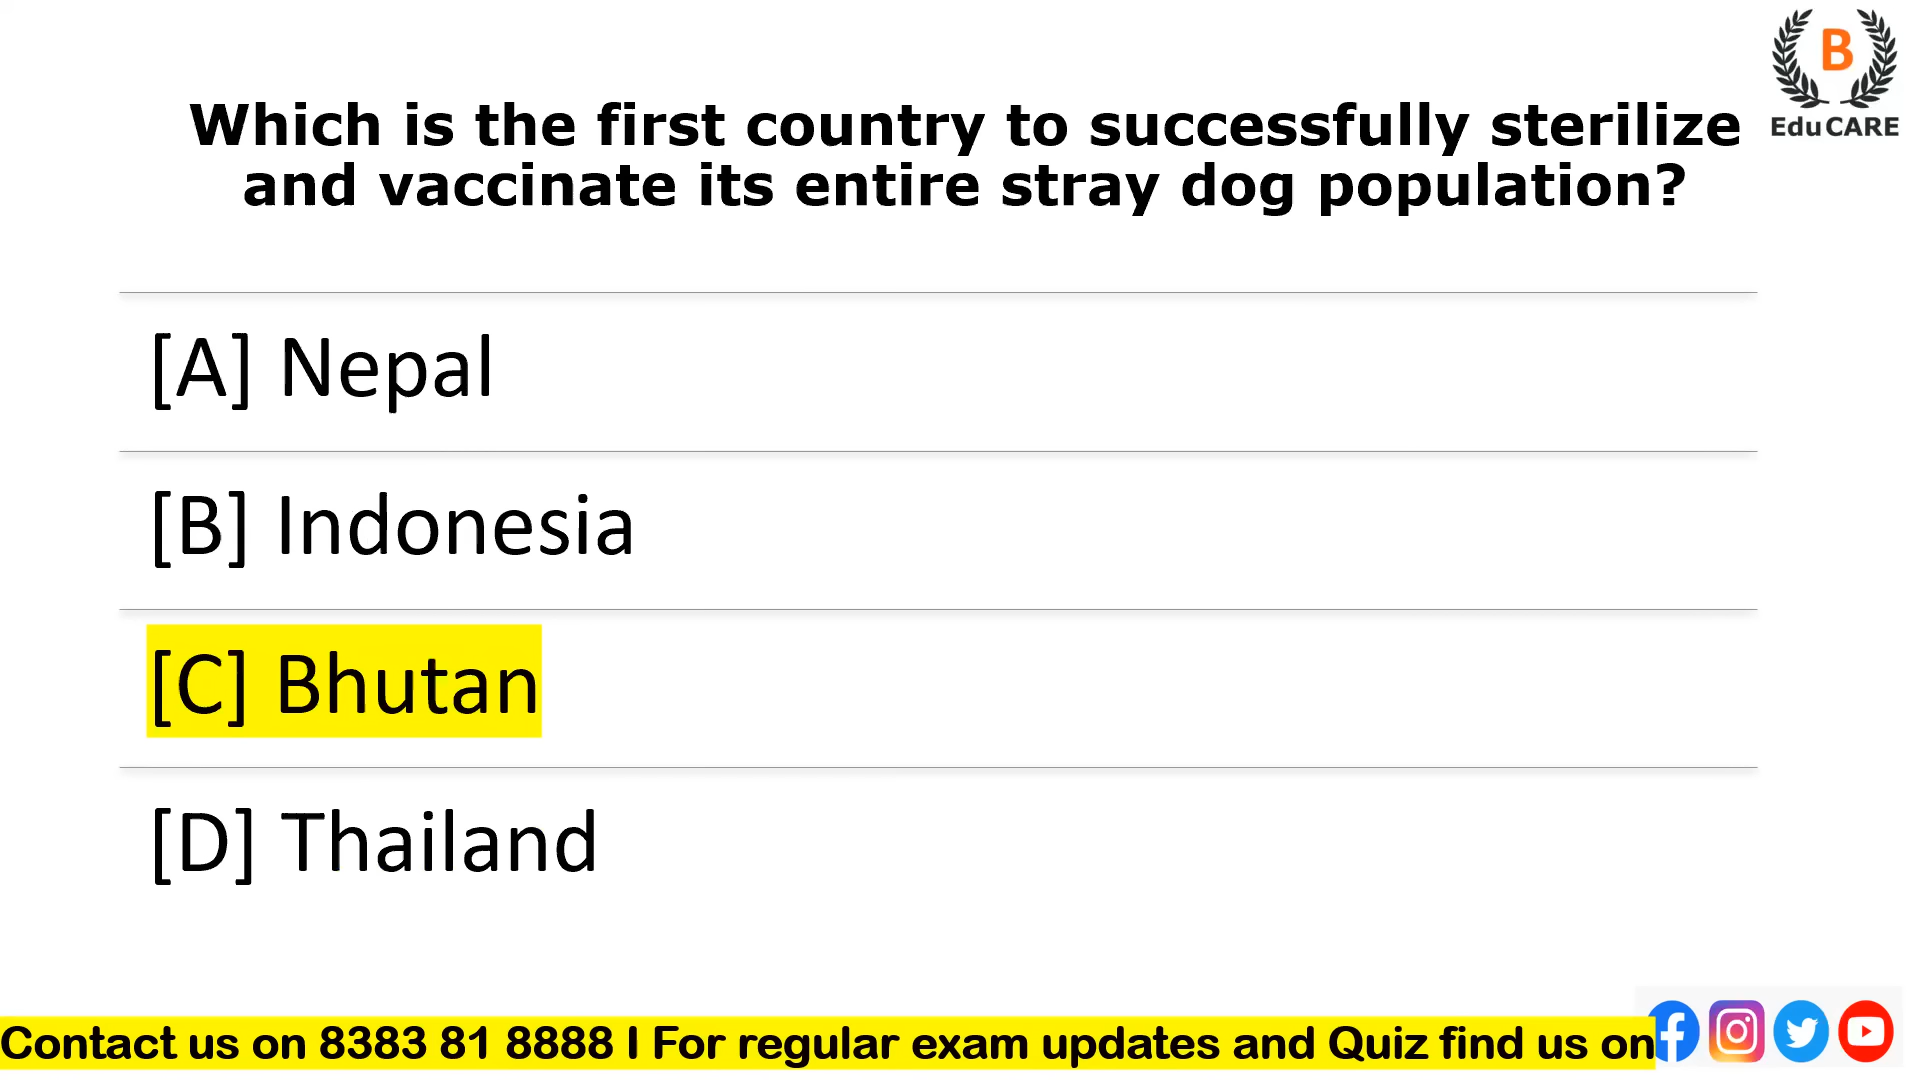 B
EduCARE
Which is the first country to successfully sterilize
and vaccinate its entire stray dog population?
[A] Nepal
[B] Indonesia
[C] Bhutan
[D] Thailand
Contact us on 8383 81 8888 I For regular exam updates and Quiz find us on